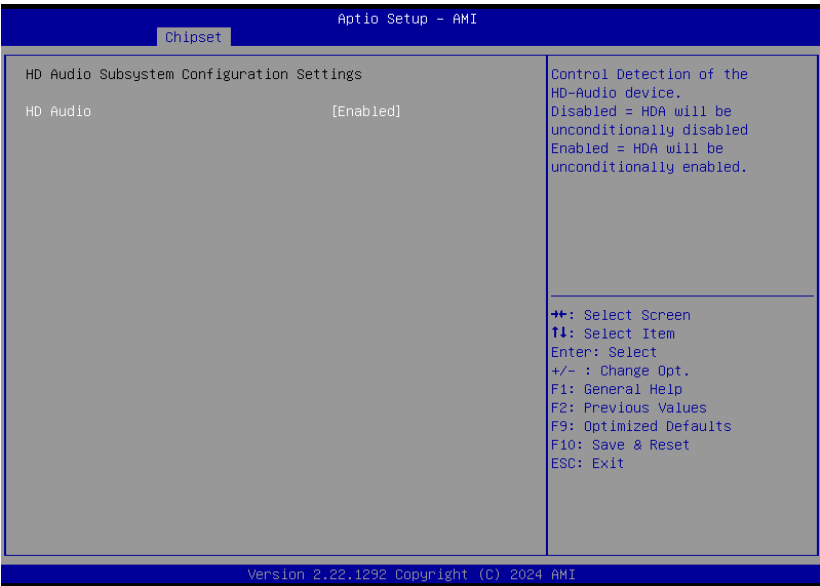 Aptio Setup – AMI
Chipset
HD Audio Subsystem Configuration Settings
HD Audio [Enabled]
Control Detection of the
HD-Audio device.
Disabled = HDA will be
unconditionally disabled
Enabled = HDA will be
unconditionally enabled.
→←: Select Screen
↑↓: Select Item
Enter: Select
+/- : Change Opt.
F1: General Help
F2: Previous Values
F9: Optimized Defaults
F10: Save & Reset
ESC: Exit
Version 2.22.1292 Copyright (C) 2024 AMI